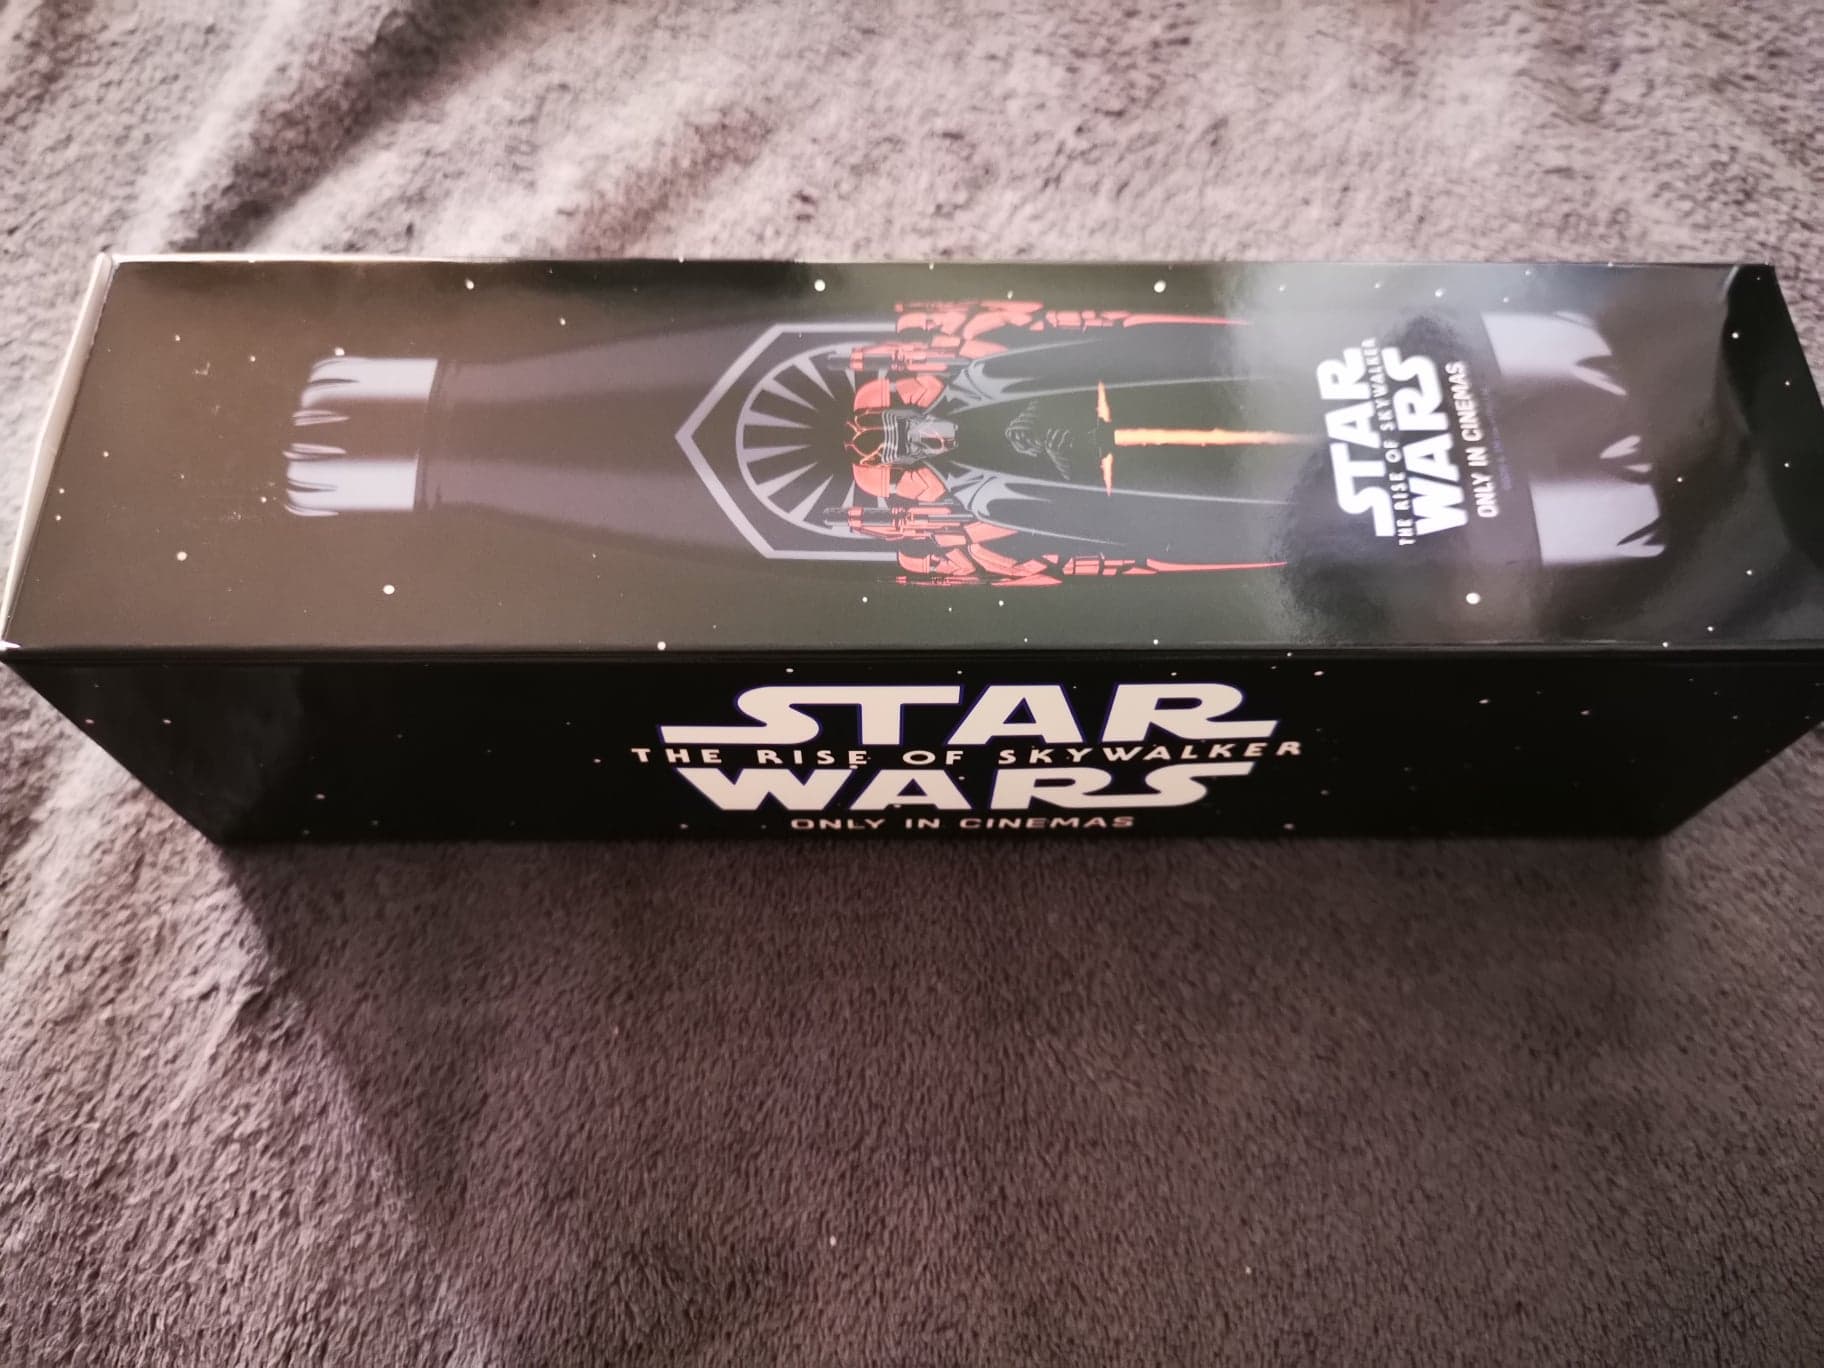 STAR
THE RISE OF SKYWALKER
WARS
ONLY IN CINEMAS
STAR
THE RISE OF SKYWALKER
WARS
ONLY IN CINEMAS